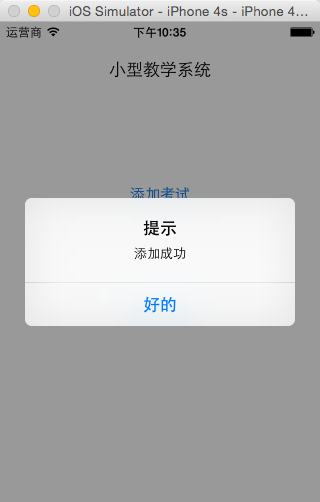 iOS Simulator - iPhone 4s - iPhone 4...
运营商 下午10:35
小型教学系统
添加考试
提示
添加成功
好的